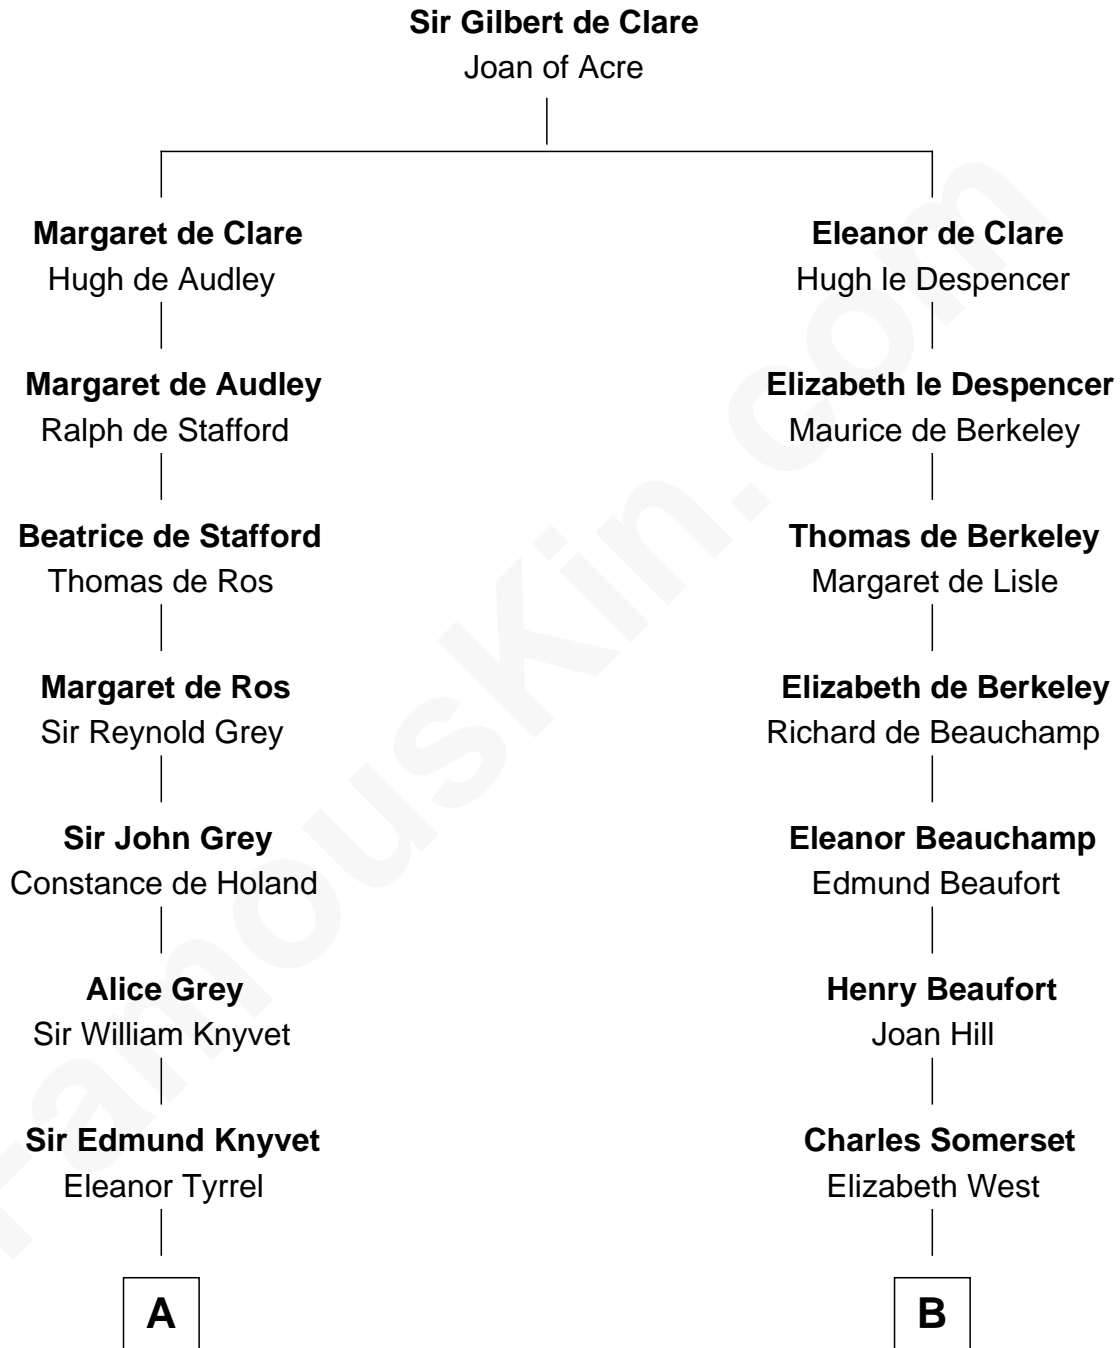 Sir Gilbert de Clare
Joan of Acre
Margaret de Clare
Hugh de Audley
Eleanor de Clare
Hugh le Despencer
Margaret de Audley
Ralph de Stafford
Elizabeth le Despencer
Maurice de Berkeley
Beatrice de Stafford
Thomas de Ros
Thomas de Berkeley
Margaret de Lisle
Margaret de Ros
Sir Reynold Grey
Elizabeth de Berkeley
Richard de Beauchamp
Sir John Grey
Constance de Holand
Eleanor Beauchamp
Edmund Beaufort
Alice Grey
Sir William Knyvet
Henry Beaufort
Joan Hill
Sir Edmund Knyvet
Eleanor Tyrrel
Charles Somerset
Elizabeth West
A
B
FamousKin.com